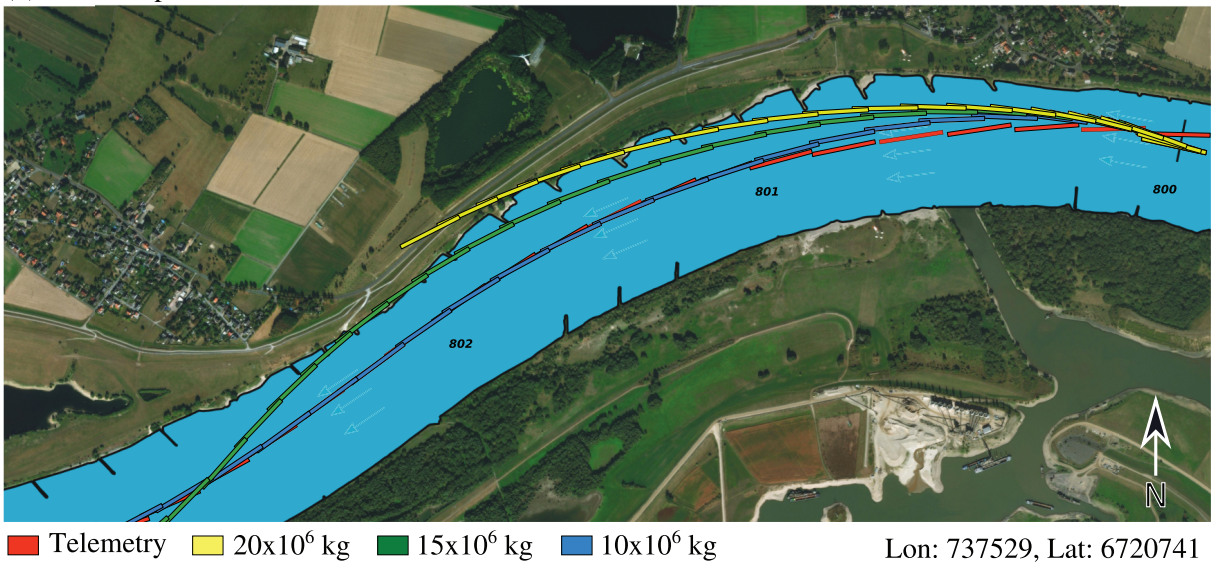 800
801
802
N
Telemetry 20x10⁶ kg 15x10⁶ kg 10x10⁶ kg Lon: 737529, Lat: 6720741